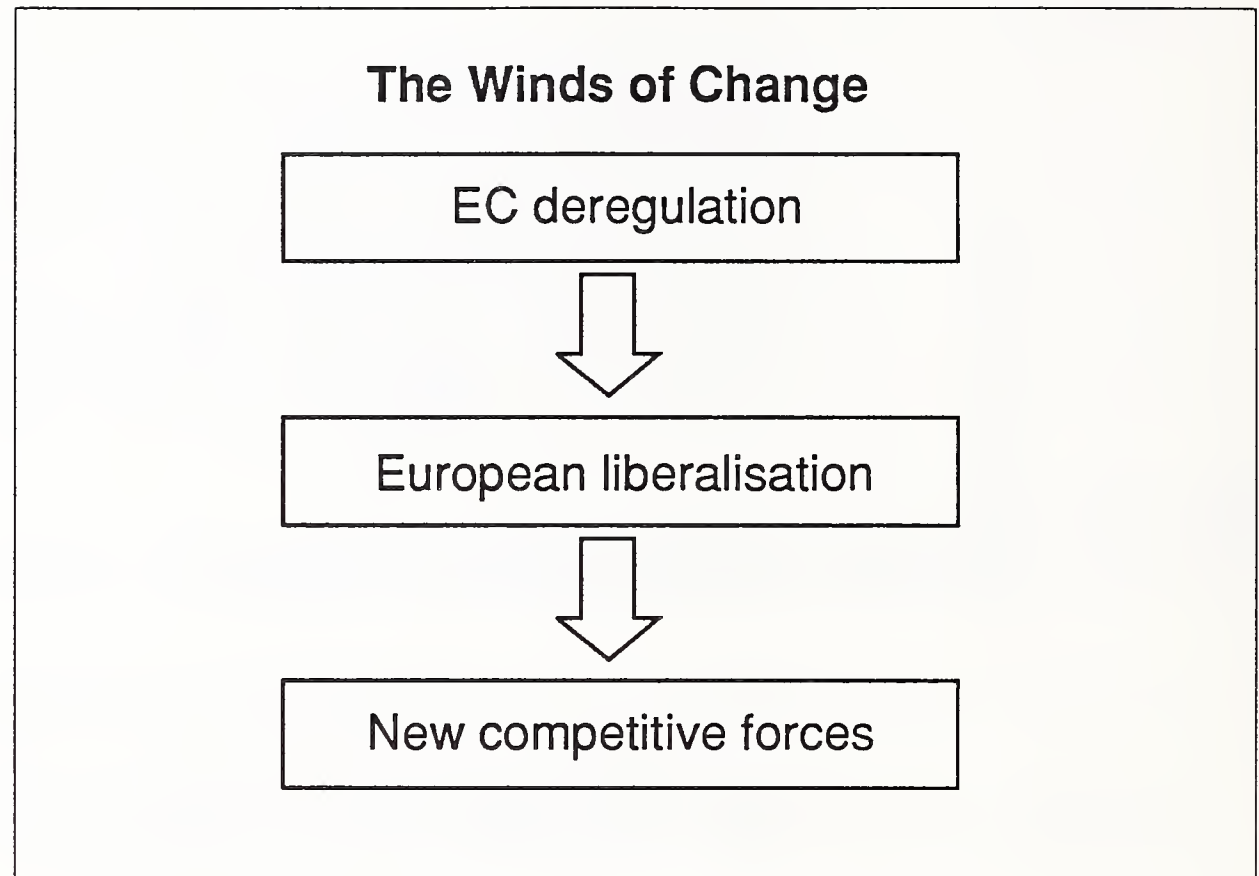 The Winds of Change
EC deregulation
European liberalisation
New competitive forces